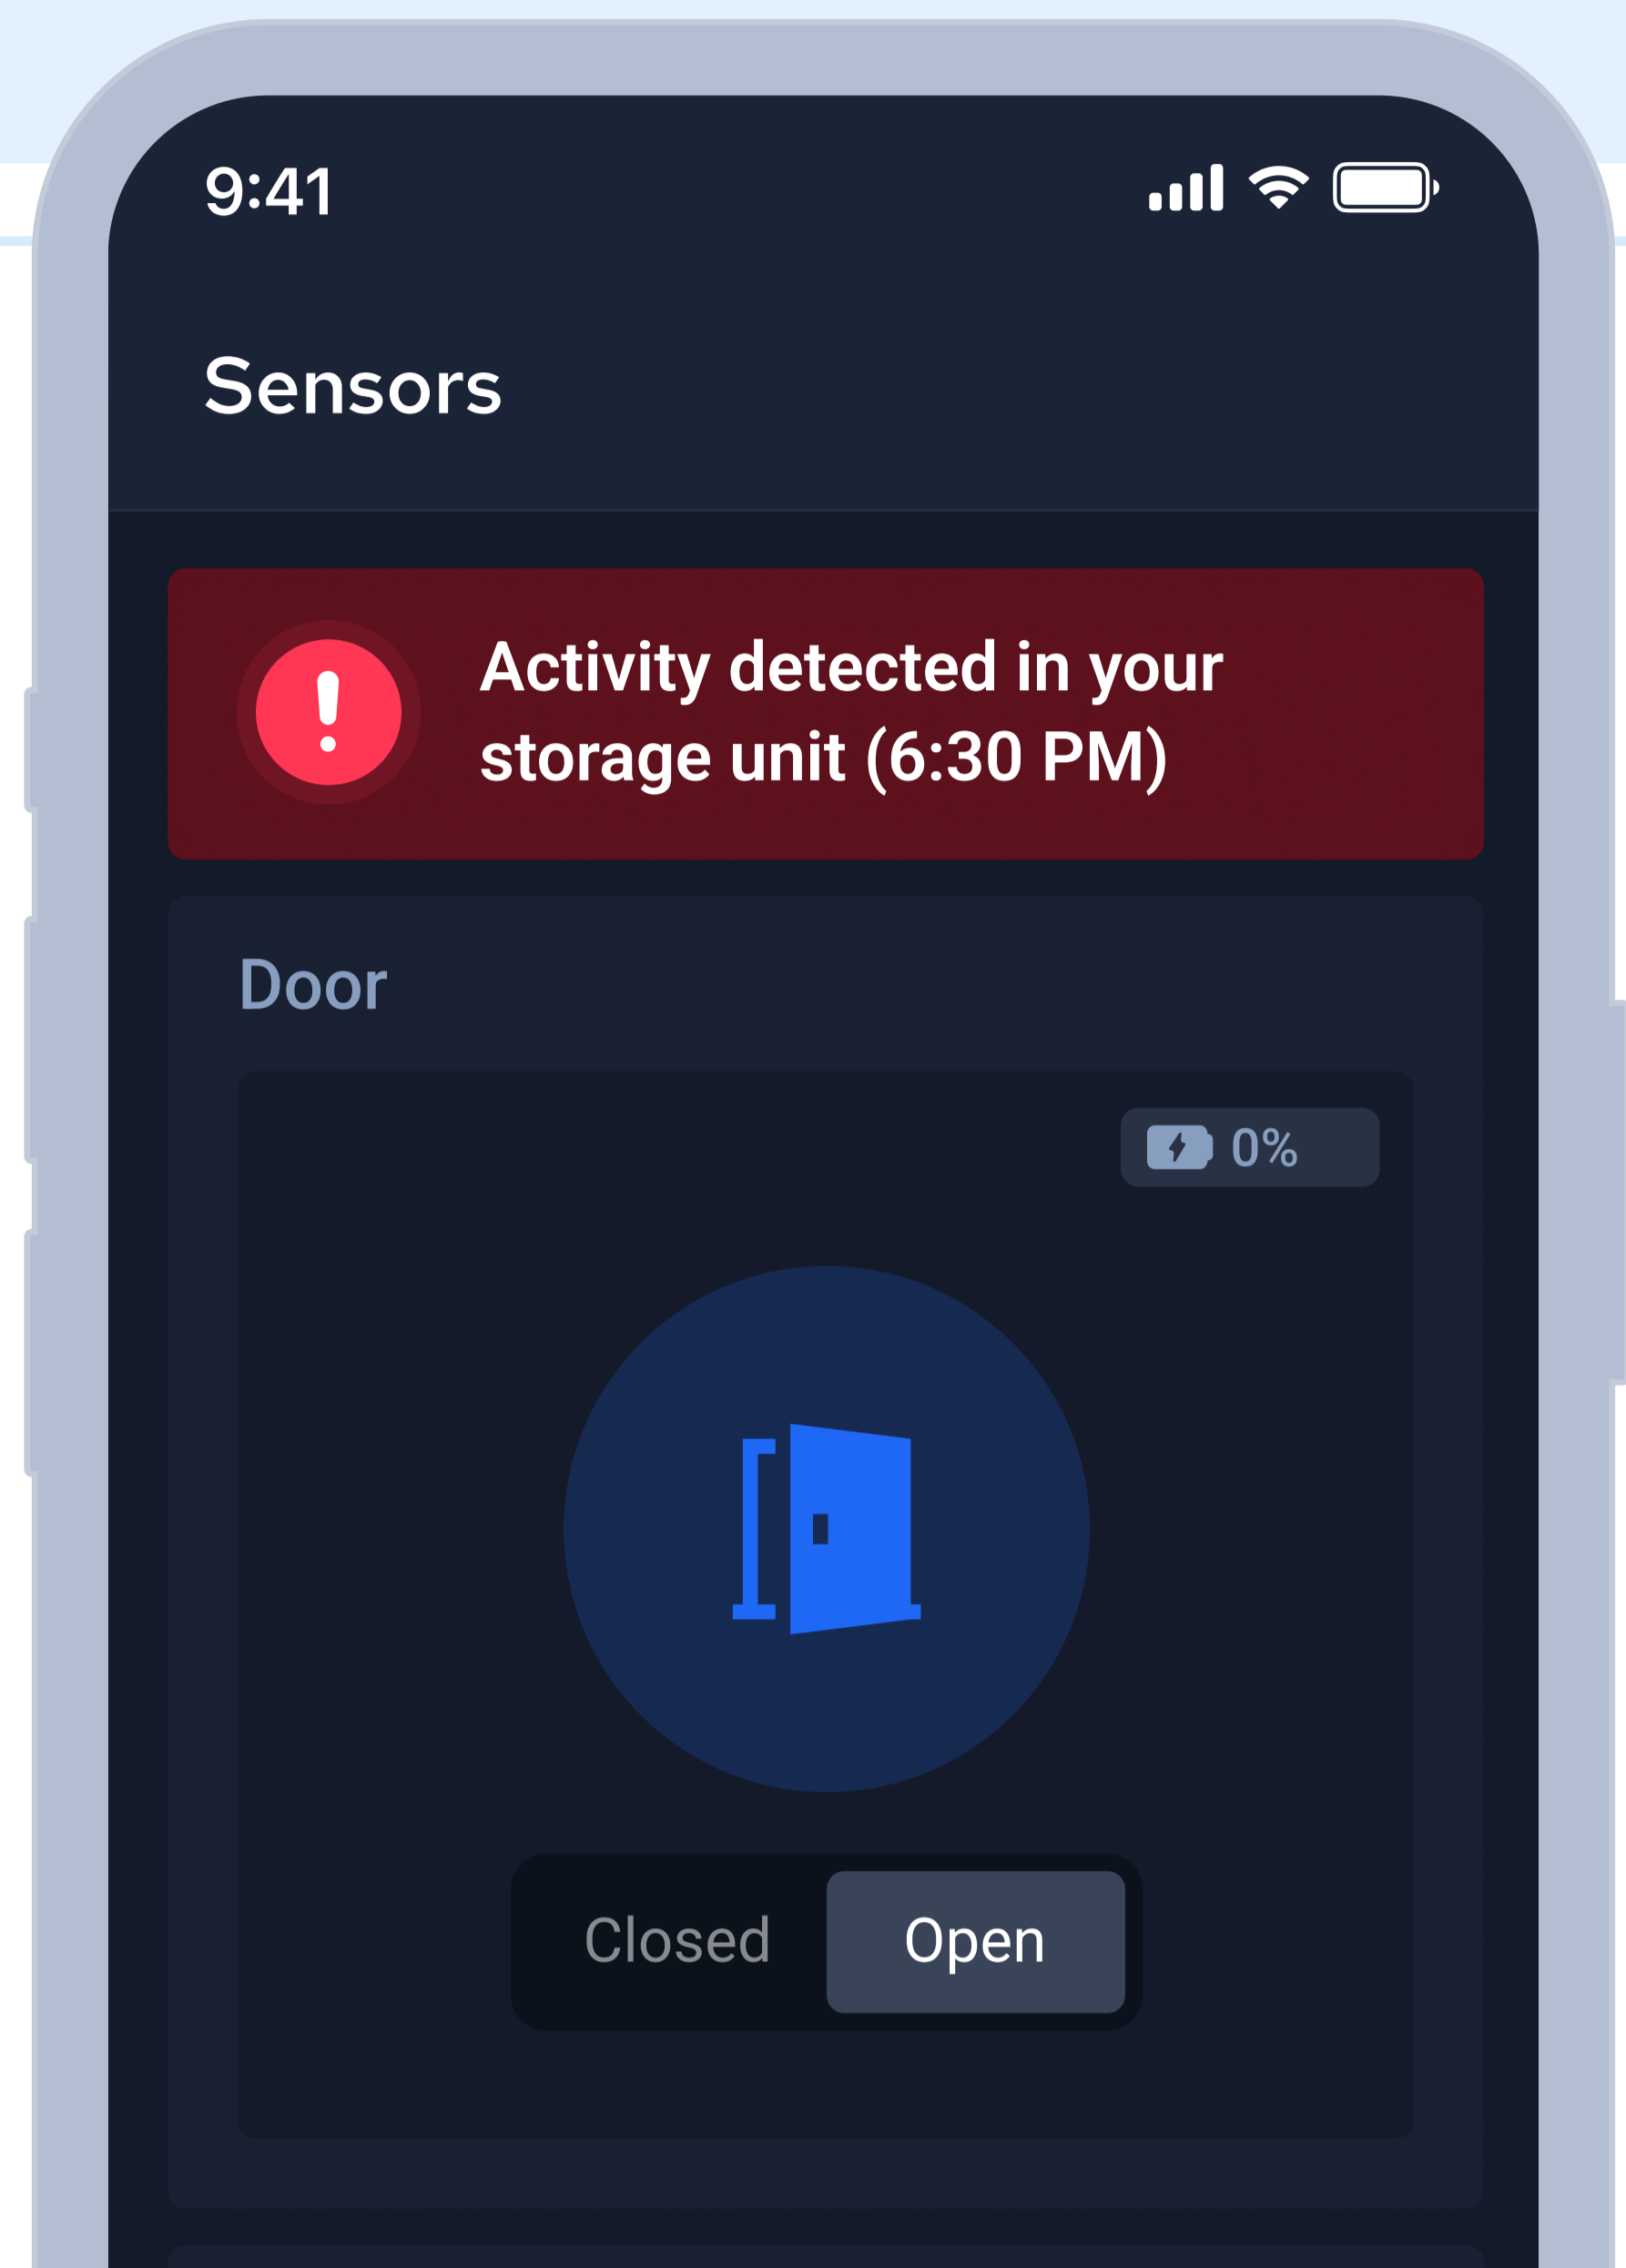 9:41
Sensors
Activity detected in your
storage unit (6:30 PM)
Door
0%
Closed Open